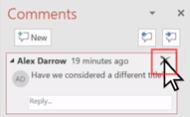 Comments
New
Alex Darrow 19 minutes ago
AD
Have we considered a different title
Reply...